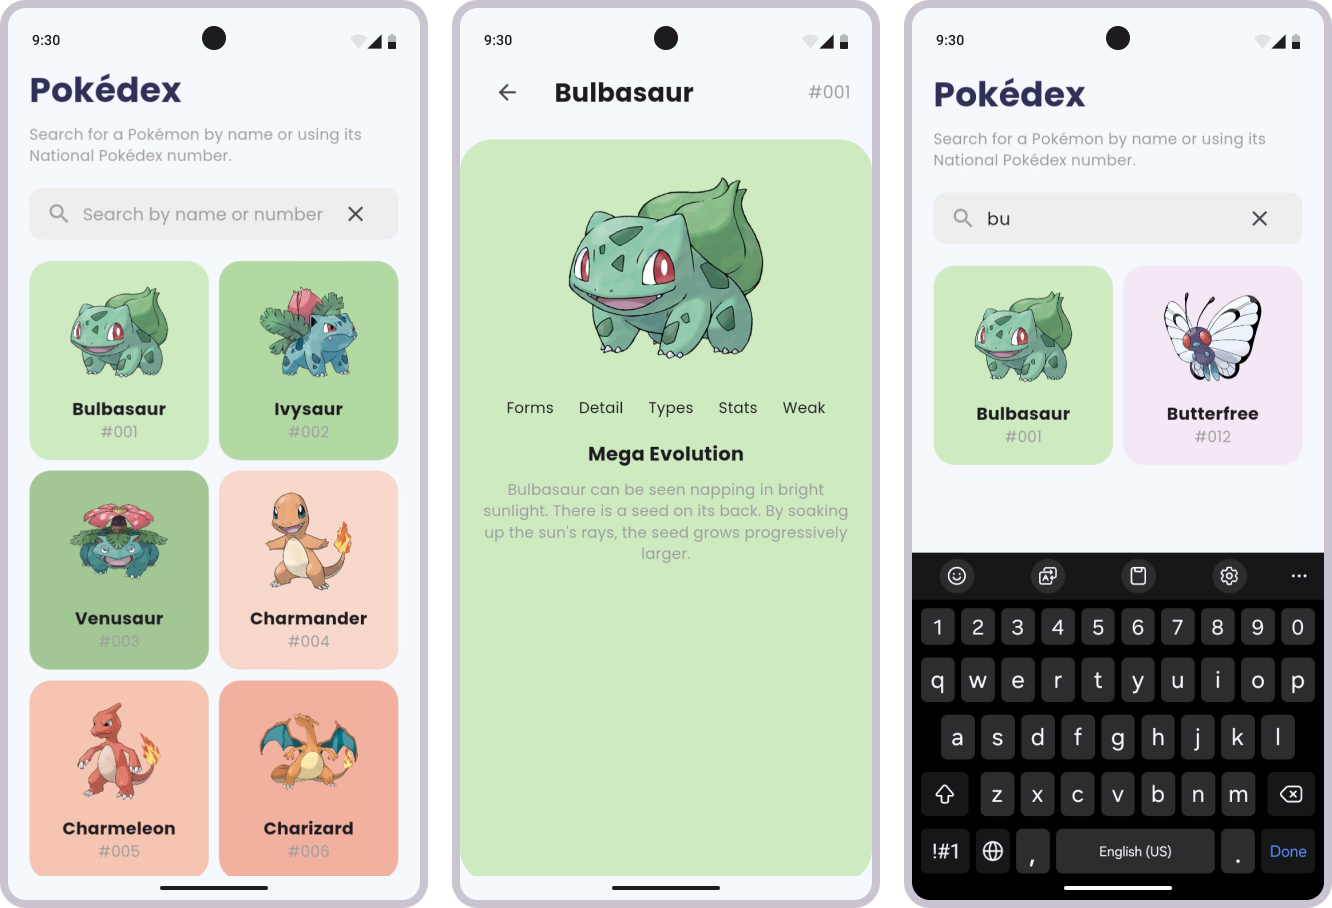 9:30
Pokédex
Search for a Pokémon by name or using its
National Pokédex number.
Search by name or number
Bulbasaur
#001
Ivysaur
#002
Venusaur
#003
Charmander
#004
Charmeleon
#005
Charizard
#006
9:30
Bulbasaur
#001
Forms Detail Types Stats Weak
Mega Evolution
Bulbasaur can be seen napping in bright
sunlight. There is a seed on its back. By soaking
up the sun's rays, the seed grows progressively
larger.
9:30
Pokédex
Search for a Pokémon by name or using its
National Pokédex number.
bu
Bulbasaur
#001
Butterfree
#012
1 2 3 4 5 6 7 8 9 0
q w e r t y u i o p
a s d f g h j k l
z x c v b n m
!#1 , English (US) . Done